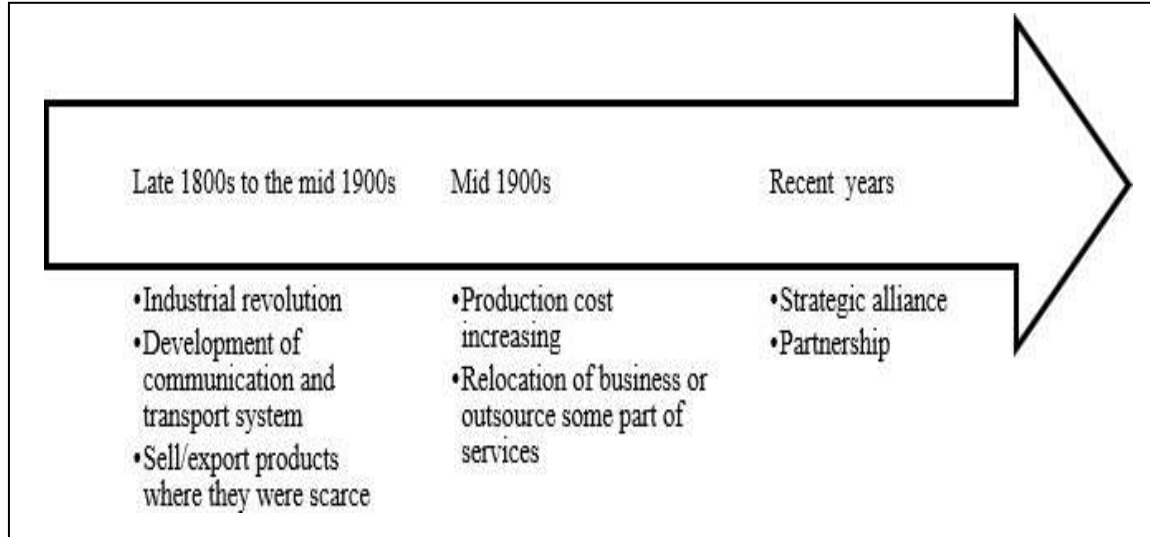 Late 1800s to the mid 1900s
Mid 1900s
Recent years
•Industrial revolution
•Development of
communication and
transport system
•Sell/export products
where they were scarce
•Production cost
increasing
•Relocation of business or
outsource some part of
services
•Strategic alliance
•Partnership